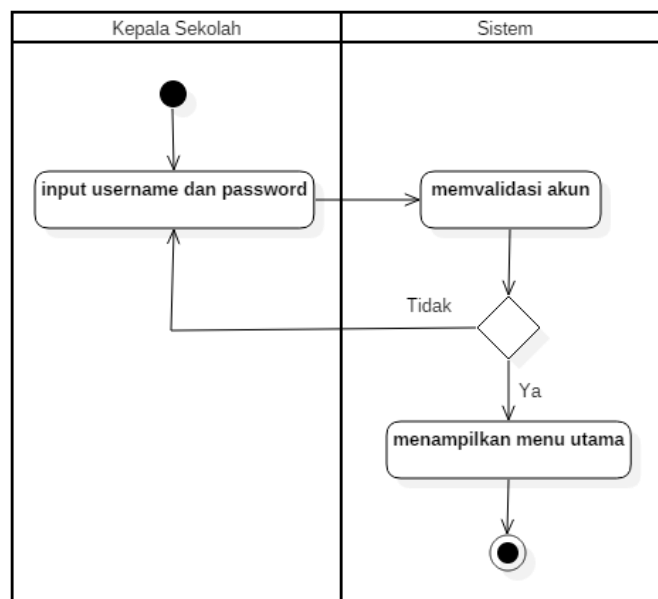 Kepala Sekolah
Sistem
input username dan password
memvalidasi akun
Tidak
Ya
menampilkan menu utama